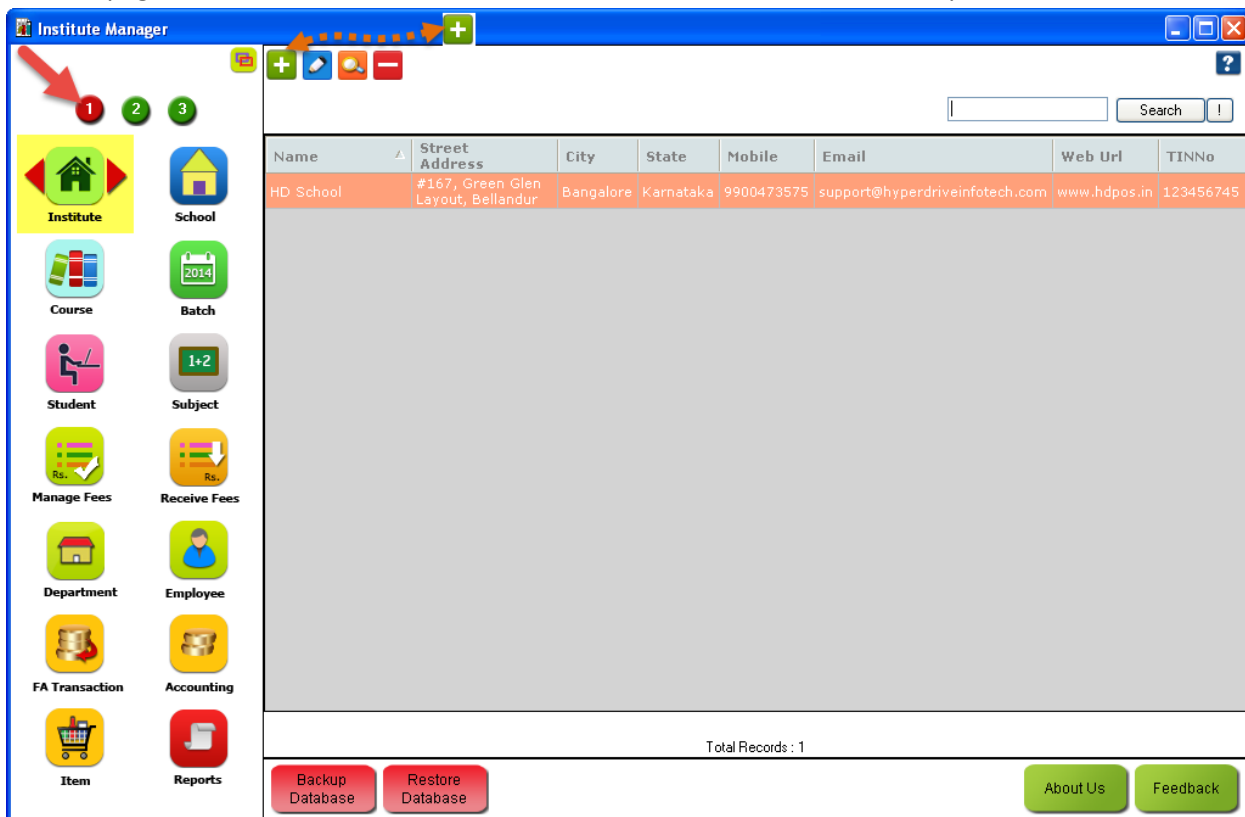 Institute Manager
1 2 3
?
Search !
Institute School
Course Batch
2014
Student Subject
1+2
Manage Fees Receive Fees
Rs. Rs.
Department Employee
FA Transaction Accounting
Item Reports
Name Street Address City State Mobile Email Web Url TINNo
HD School #167, Green Glen Layout, Bellandur Bangalore Karnataka 9900473575 support@hyperdriveinfotech.com www.hdpos.in 123456745
Total Records : 1
Backup Database
Restore Database
About Us
Feedback